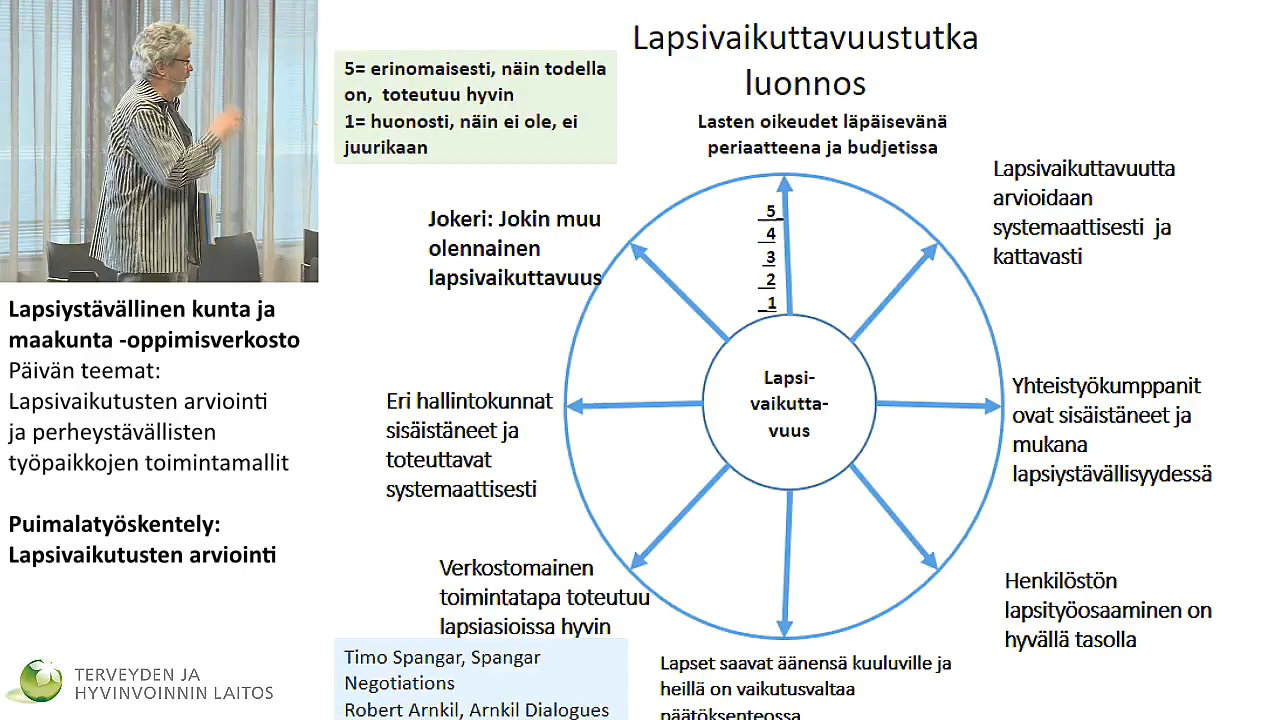 Lapsivaikuttavuustutka
luonnos
5= erinomaisesti, näin todella
on, toteutuu hyvin
1= huonosti, näin ei ole, ei
juurikaan
Lasten oikeudet läpäisevänä
periaatteena ja budjetissa
Lapsivaikuttavuutta
arvioidaan
systemaattisesti ja
kattavasti
Jokeri: Jokin muu
olennainen
lapsivaikuttavuus
5
4
3
2
1
Lapsi-
vaikutta-
vuus
Yhteistyökumppanit
ovat sisäistäneet ja
mukana
lapsiystävällisyydessä
Eri hallintokunnat
sisäistäneet ja
toteuttavat
systemaattisesti
Henkilöstön
lapsityöosaaminen on
hyvällä tasolla
Verkostomainen
toimintatapa toteutuu
lapsiasioissa hyvin
Lapset saavat äänensä kuuluville ja
heillä on vaikutusvaltaa
päätöksenteossa
Timo Spangar, Spangar
Negotiations
Robert Arnkil, Arnkil Dialogues
Lapsiystävällinen kunta ja
maakunta -oppimisverkosto
Päivän teemat:
Lapsivaikutusten arviointi
ja perheystävällisten
työpaikkojen toimintamallit
Puimalatyöskentely:
Lapsivaikutusten arviointi
TERVEYDEN JA
HYVINVOINNIN LAITOS